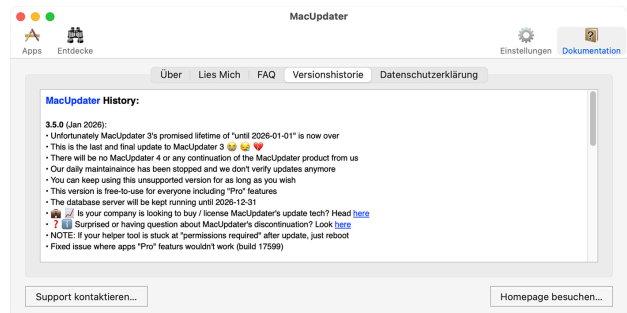 MacUpdater
Apps
Entdecke
Einstellungen
Dokumentation
Über
Lies Mich
FAQ
Versionshistorie
Datenschutzerklärung
MacUpdater History:
3.5.0 (Jan 2026):
• Unfortunately MacUpdater 3's promised lifetime of "until 2026-01-01" is now over
• This is the last and final update to MacUpdater 3 😭 😪 💔
• There will be no MacUpdater 4 or any continuation of the MacUpdater product from us
• Our daily maintainance has been stopped and we don't verify updates anymore
• You can keep using this unsupported version for as long as you wish
• This version is free-to-use for everyone including "Pro" features
• The database server will be kept running until 2026-12-31
• 💼 📈 Is your company is looking to buy / license MacUpdater's update tech? Head here
• ❓ ℹ️ Surprised or having question about MacUpdater's discontinuation? Look here
• NOTE: If your helper tool is stuck at "permissions required" after update, just reboot
• Fixed issue where apps "Pro" featurs wouldn't work (build 17599)
Support kontaktieren...
Homepage besuchen...